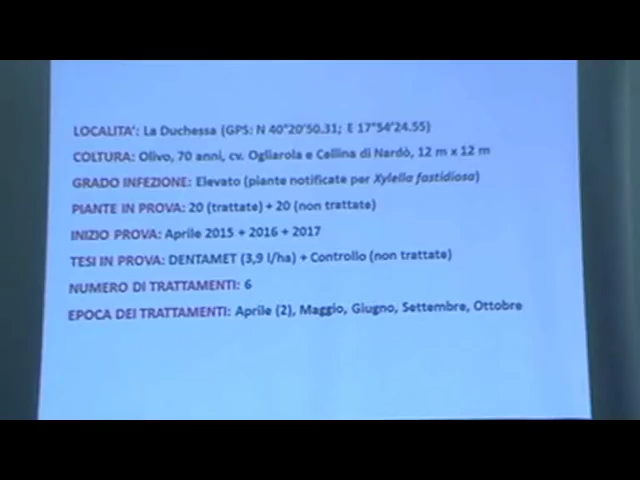 LOCALITA': La Duchessa (GPS: N 40°20'50.31; E 17°54'24.55)
COLTURA: Olivo, 70 anni, cv. Ogliarola e Cellina di Nardò, 12 m x 12 m
GRADO INFEZIONE: Elevato (piante notificate per Xylella fastidiosa)
PIANTE IN PROVA: 20 (trattate) + 20 (non trattate)
INIZIO PROVA: Aprile 2015 + 2016 + 2017
TESI IN PROVA: DENTAMET (3,9 l/ha) + Controllo (non trattate)
NUMERO DI TRATTAMENTI: 6
EPOCA DEI TRATTAMENTI: Aprile (2), Maggio, Giugno, Settembre, Ottobre